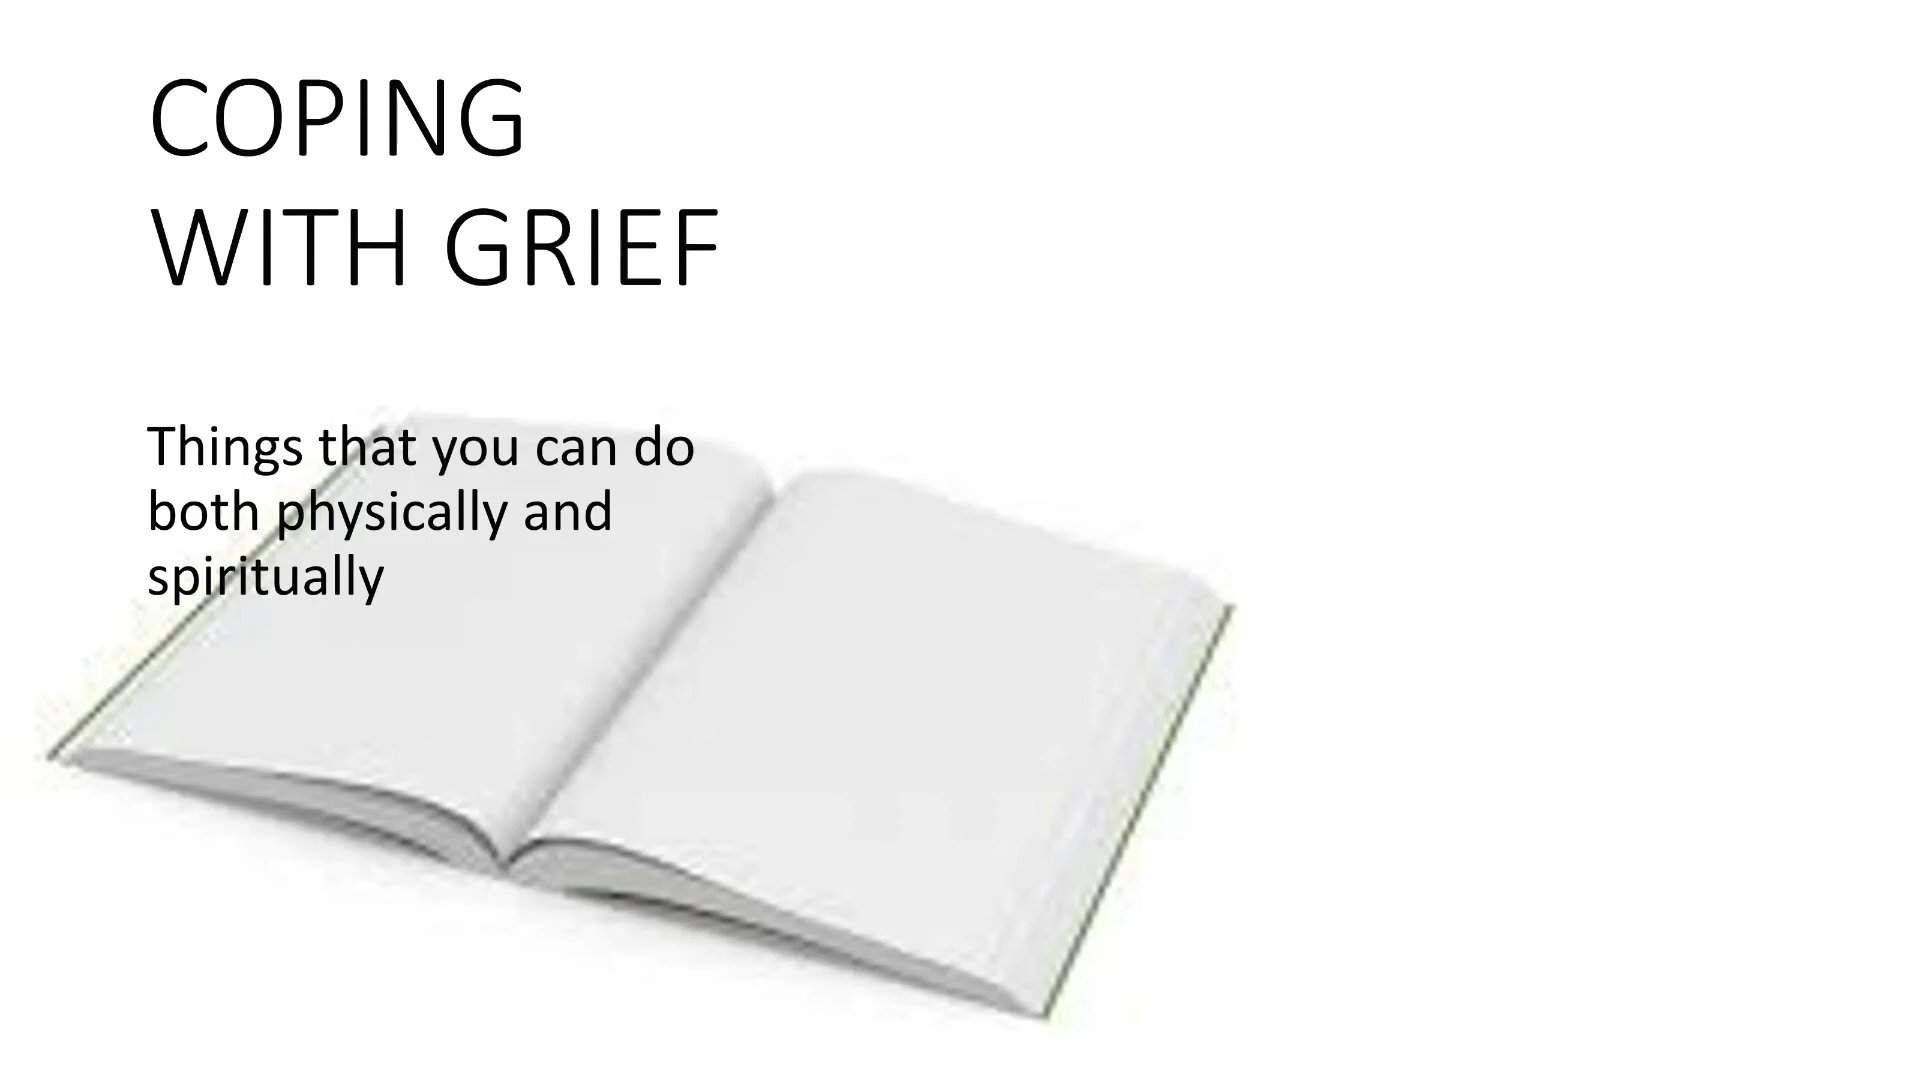 COPING
WITH GRIEF
Things that you can do
both physically and
spiritually